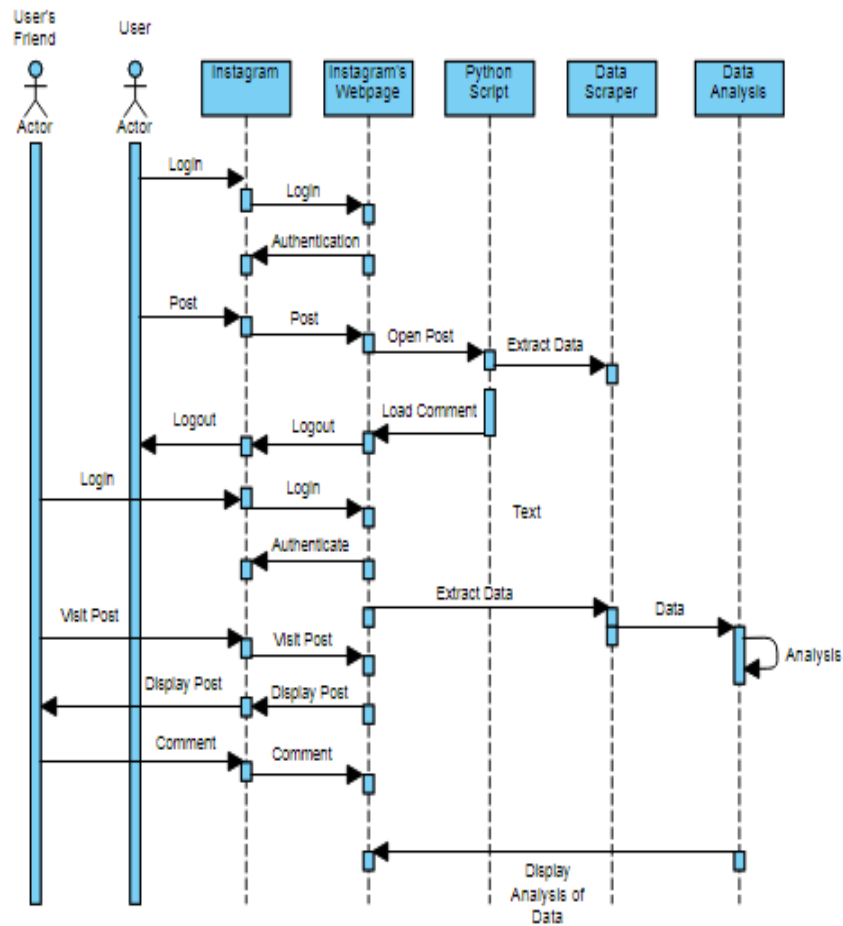 User's
Friend
User
Actor
Actor
Instagram
Instagram's
Webpage
Python
Script
Data
Scraper
Data
Analysis
Login
Login
Authentication
Post
Post
Open Post
Extract Data
Load Comment
Logout
Logout
Login
Login
Text
Authenticate
Extract Data
Data
Visit Post
Visit Post
Analysis
Display Post
Display Post
Comment
Comment
Display
Analysis of
Data